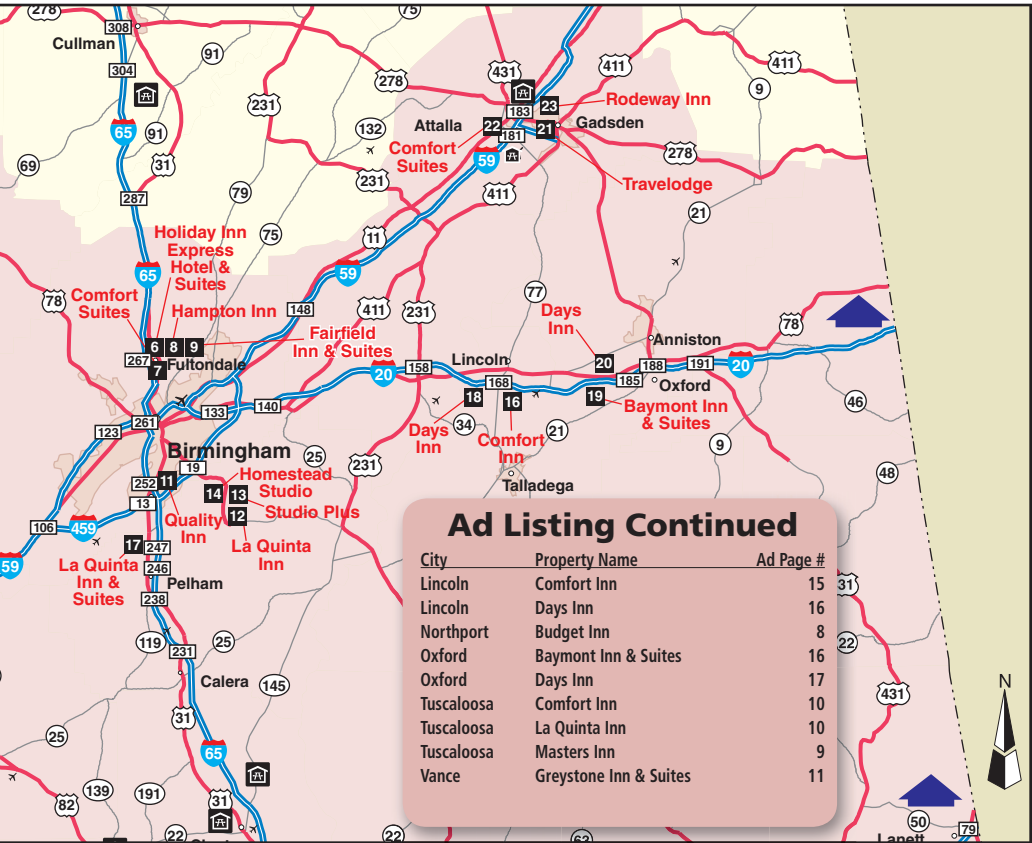 278
75
308
Cullman
91
304
431
411
411
278
9
231
183
23
Rodeway Inn
65
91
132
Attalla
22
21
Gadsden
181
Comfort
Suites
59
278
69
31
231
Travelodge
287
79
411
21
75
11
Holiday Inn
Express
Hotel &
Suites
65
59
77
78
Comfort
Suites
Hampton Inn
148
411
231
Days
Inn
78
Fairfield
Inn & Suites
6
8
9
267
7
Fultondale
Anniston
Lincoln
20
188
191
20
158
20
168
185
Oxford
18
16
19
Baymont Inn
& Suites
133
140
46
261
34
123
Days
Inn
Comfort
Inn
21
9
Birmingham
25
231
19
48
252
11
14
13
Homestead
Studio
Studio Plus
Talladega
13
12
106
459
Quality
Inn
La Quinta
Inn
17
247
59
La Quinta
Inn &
Suites
246
Pelham
238
119
25
231
Calera
145
31
25
65
139
191
31
82
22
22
63
Ad Listing Continued
City Property Name Ad Page #
Lincoln Comfort Inn 15
Lincoln Days Inn 16
Northport Budget Inn 8
Oxford Baymont Inn & Suites 16
Oxford Days Inn 17
Tuscaloosa Comfort Inn 10
Tuscaloosa La Quinta Inn 10
Tuscaloosa Masters Inn 9
Vance Greystone Inn & Suites 11
31
22
431
N
50
79
Lanett